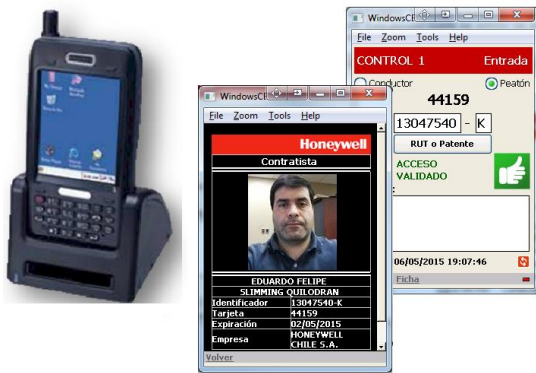 WindowsCE
File Zoom Tools Help
Honeywell
Contratista
EDUARDO FELIPE
SLIMMING QUILODRAN
Identificador 13047540-K
Tarjeta 44159
Expiración 02/05/2015
Empresa HONEYWELL
CHILE S.A.
Volver
WindowsCE
File Zoom Tools Help
CONTROL 1 Entrada
Conductor Peatón
44159
13047540 - K
RUT o Patente
ACCESO
VALIDADO
:
06/05/2015 19:07:46
Ficha